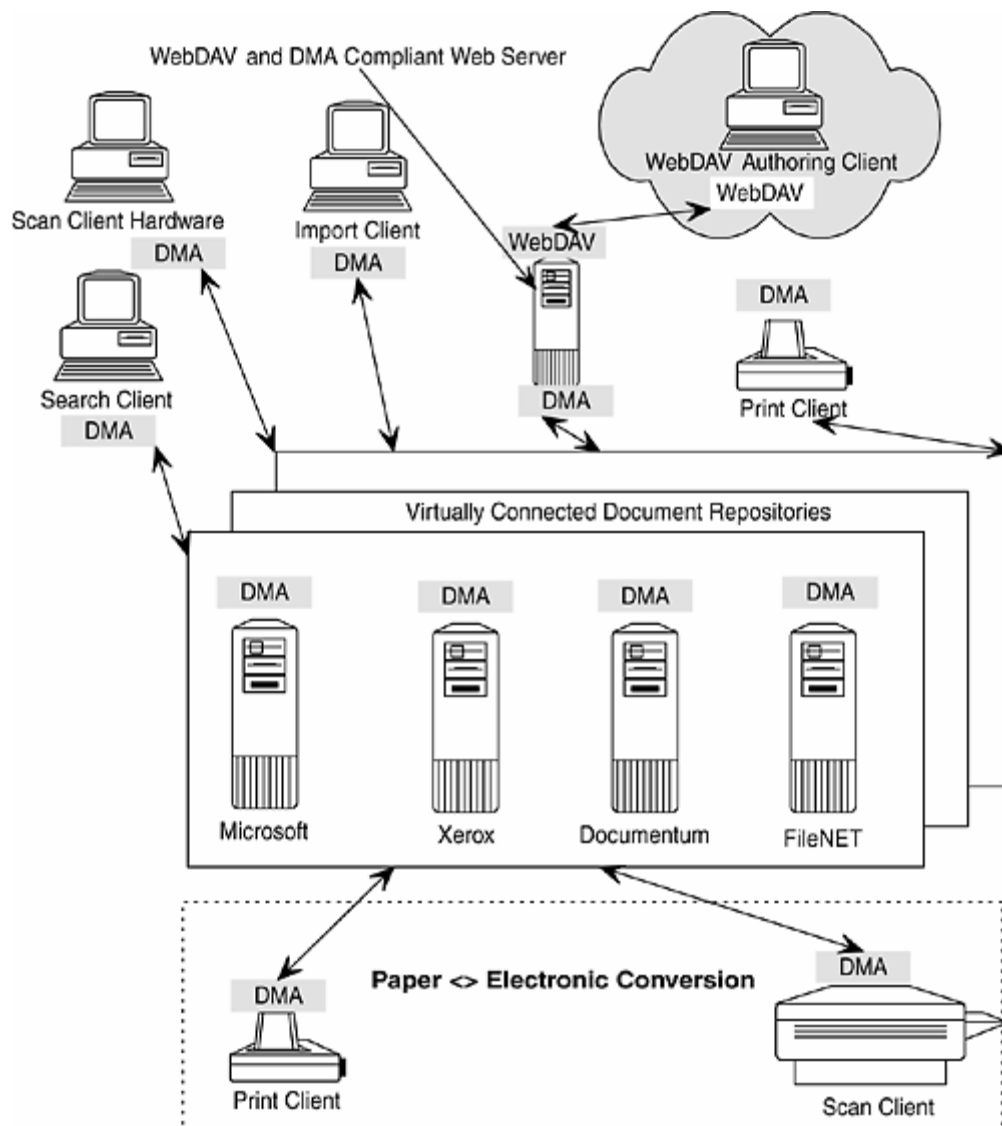 WebDAV and DMA Compliant Web Server
WebDAV Authoring Client
WebDAV
Scan Client Hardware
DMA
Import Client
DMA
WebDAV
DMA
DMA
Print Client
Search Client
DMA
Virtually Connected Document Repositories
DMA
DMA
DMA
DMA
Microsoft
Xerox
Documentum
FileNET
Paper <> Electronic Conversion
DMA
DMA
Print Client
Scan Client